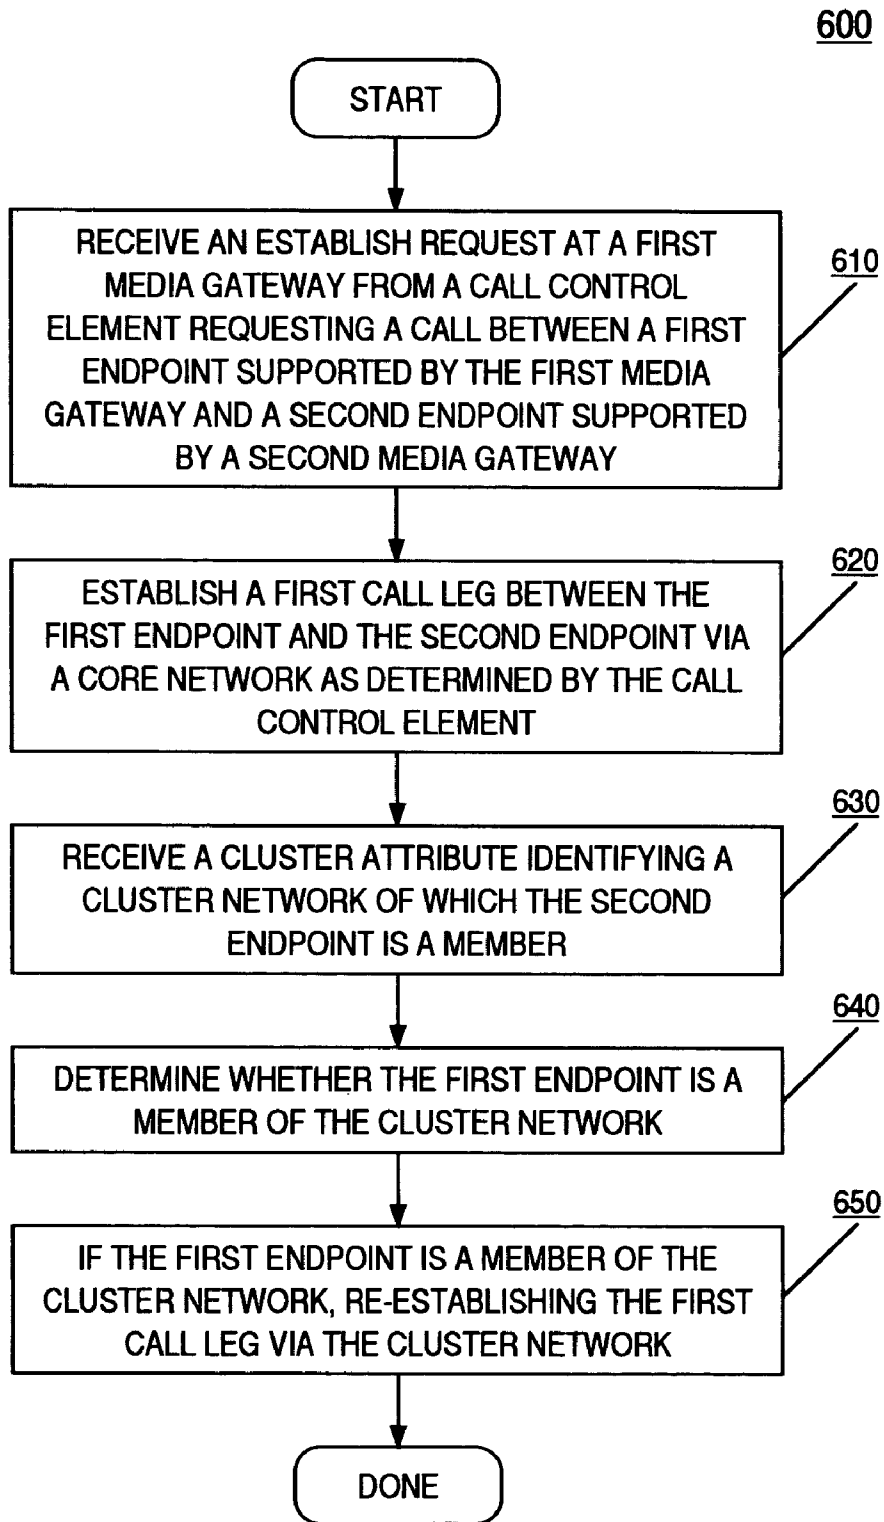 600
START
RECEIVE AN ESTABLISH REQUEST AT A FIRST
MEDIA GATEWAY FROM A CALL CONTROL
ELEMENT REQUESTING A CALL BETWEEN A FIRST
ENDPOINT SUPPORTED BY THE FIRST MEDIA
GATEWAY AND A SECOND ENDPOINT SUPPORTED
BY A SECOND MEDIA GATEWAY
610
ESTABLISH A FIRST CALL LEG BETWEEN THE
FIRST ENDPOINT AND THE SECOND ENDPOINT VIA
A CORE NETWORK AS DETERMINED BY THE CALL
CONTROL ELEMENT
620
RECEIVE A CLUSTER ATTRIBUTE IDENTIFYING A
CLUSTER NETWORK OF WHICH THE SECOND
ENDPOINT IS A MEMBER
630
DETERMINE WHETHER THE FIRST ENDPOINT IS A
MEMBER OF THE CLUSTER NETWORK
640
IF THE FIRST ENDPOINT IS A MEMBER OF THE
CLUSTER NETWORK, RE-ESTABLISHING THE FIRST
CALL LEG VIA THE CLUSTER NETWORK
650
DONE